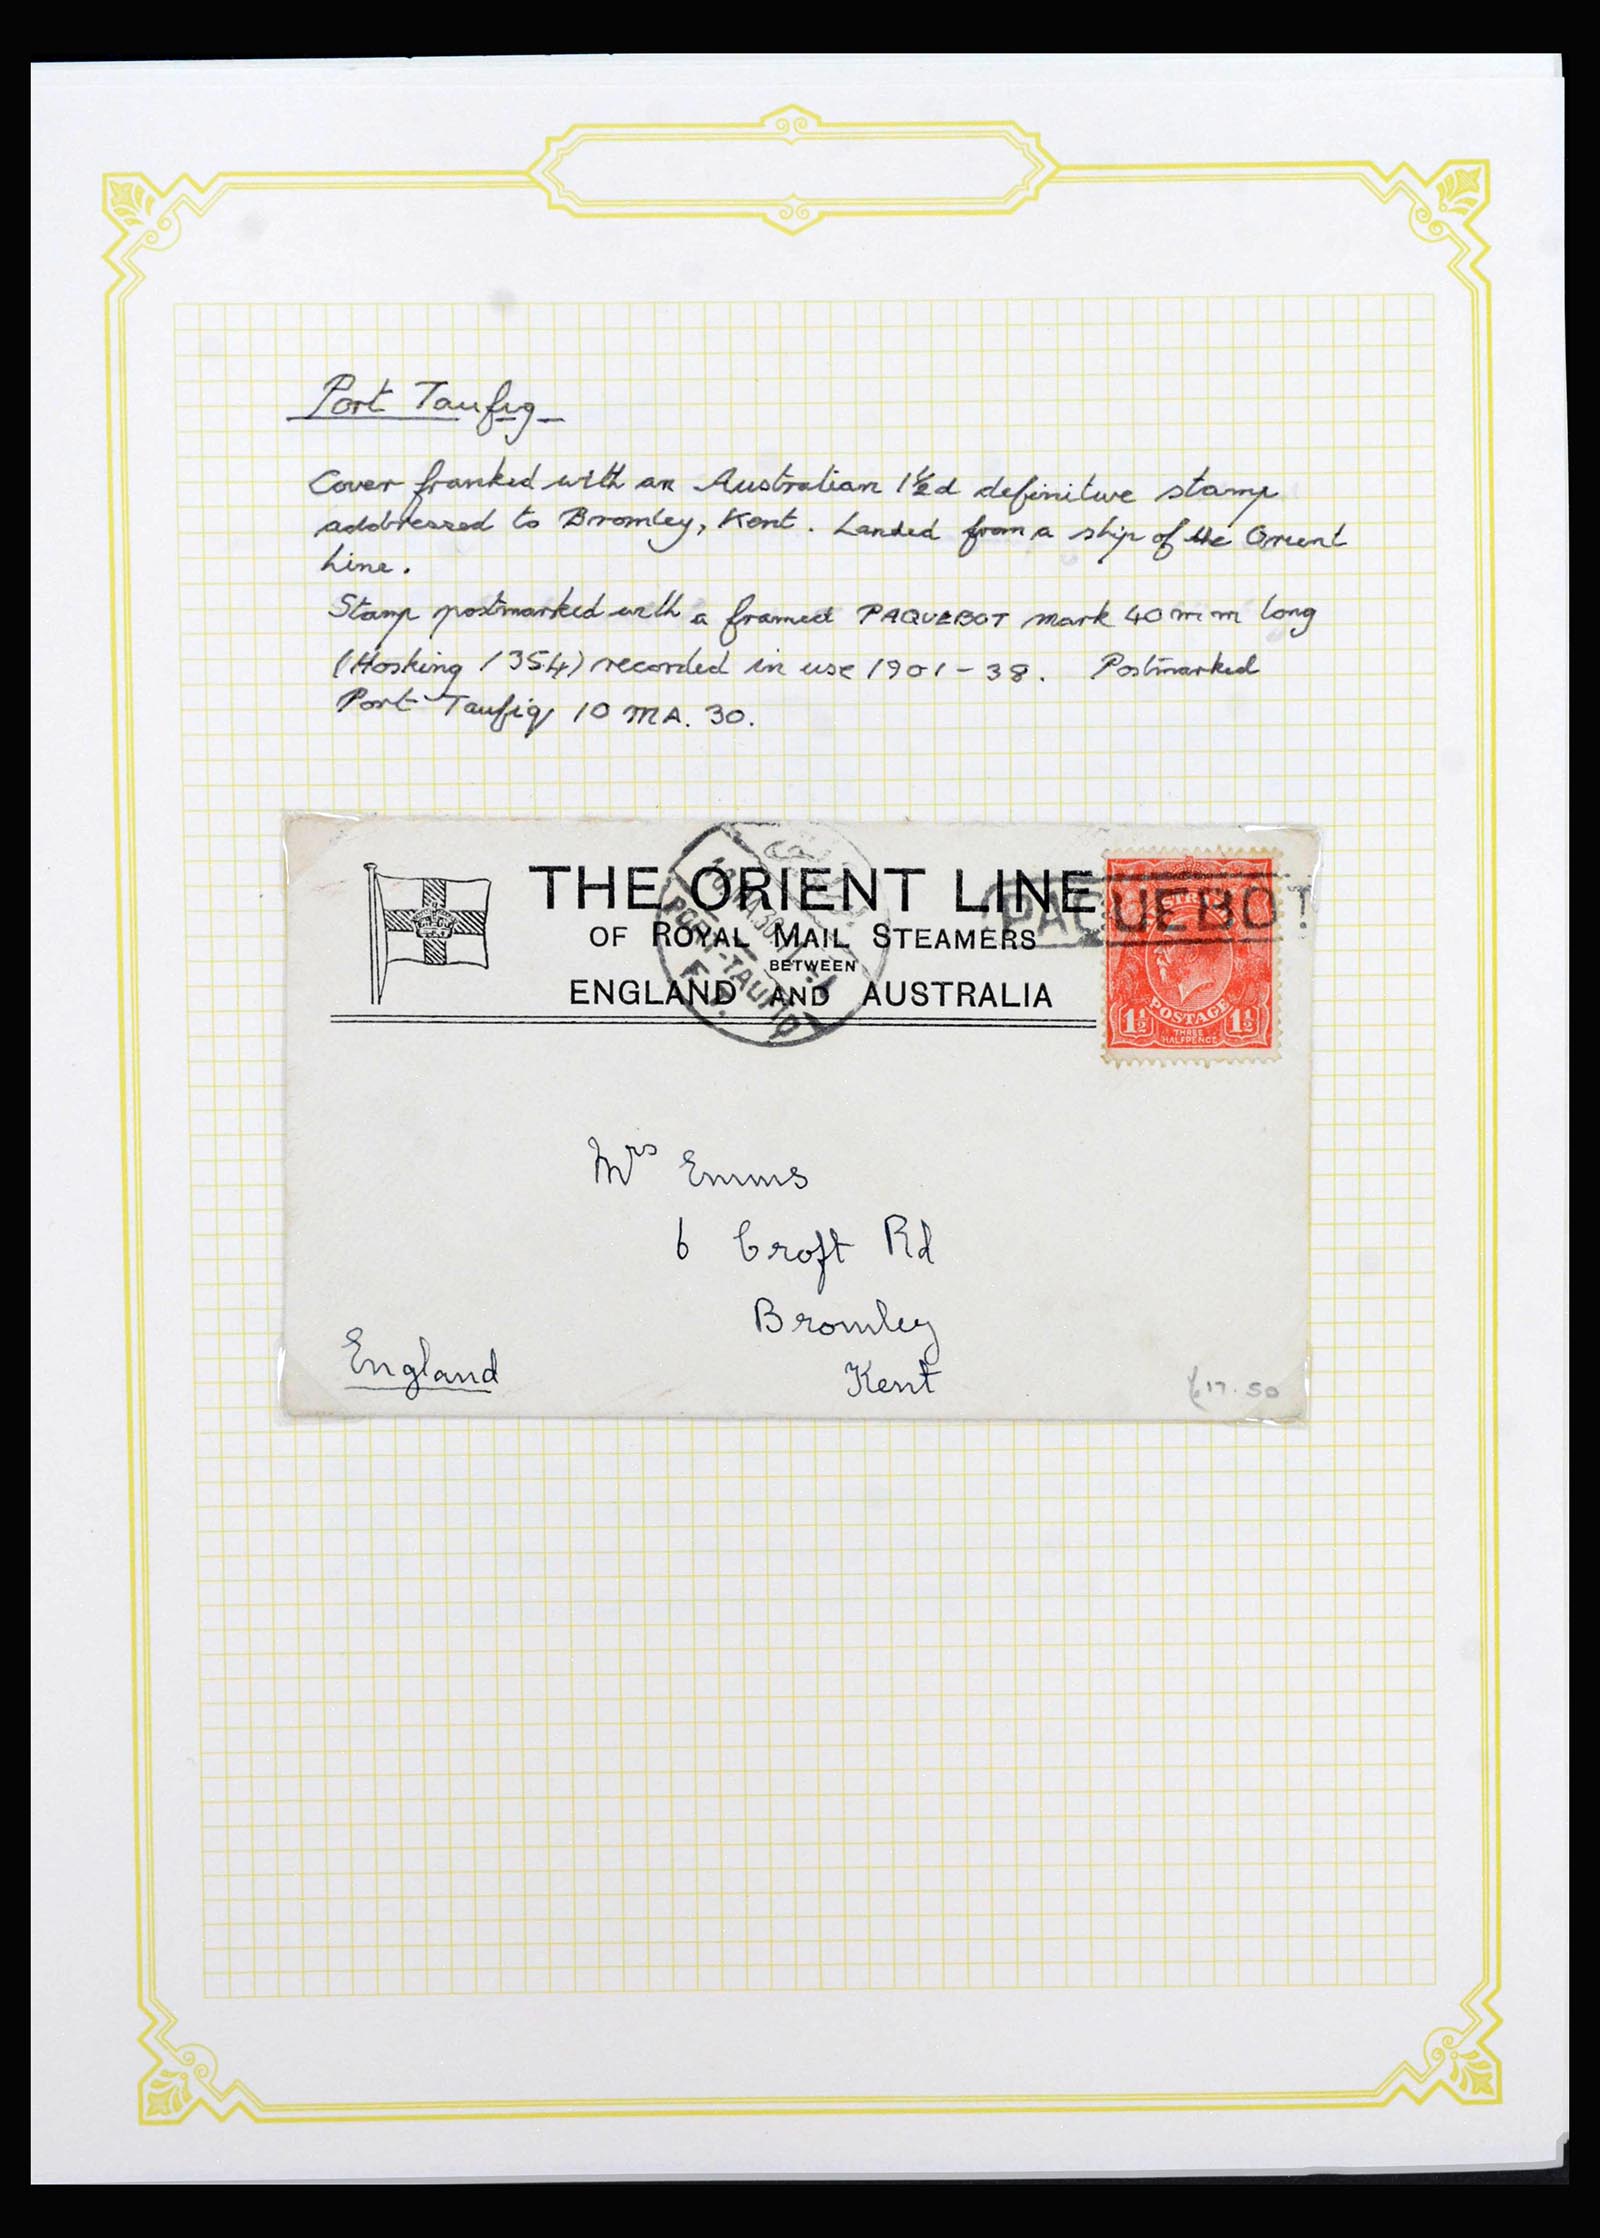 Port Taufiq
Cover franked with an Australian 1½d definitive stamp
addressed to Bromley, Kent. Landed from a ship of the Orient
Line.
Stamp postmarked with a framed PAQUEBOT mark 40mm long
(Hosking 1354) recorded in use 1901-38. Postmarked
Port Taufiq 10 MA. 30.
THE ORIENT LINE
OF ROYAL MAIL STEAMERS
BETWEEN
ENGLAND AND AUSTRALIA
PORT-TAUFIQ
PAQUEBOT
POSTAGE
1½ 1½
THREE
HALFPENCE
Mrs Emms
6 Croft Rd
Bromley
Kent
England
£17.50